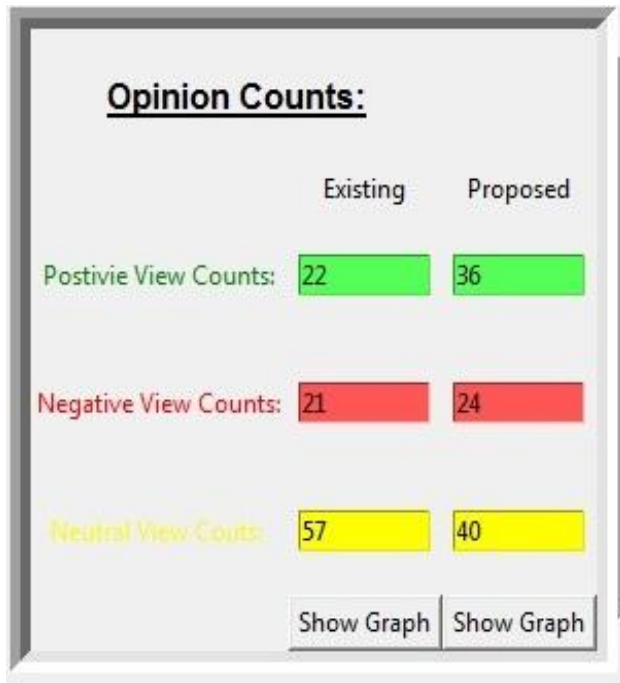 Opinion Counts:
Existing Proposed
Postivie View Counts: 22 36
Negative View Counts: 21 24
Neutral View Couts: 57 40
Show Graph Show Graph